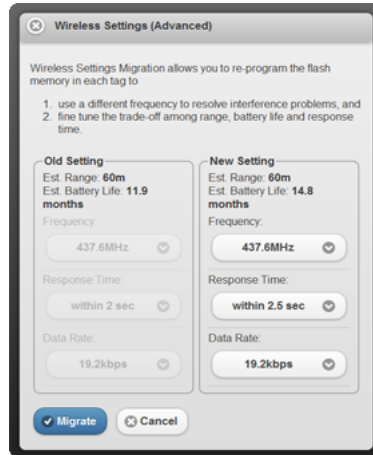 Wireless Settings (Advanced)
Wireless Settings Migration allows you to re-program the flash
memory in each tag to
1. use a different frequency to resolve interference problems, and
2. fine tune the trade-off among range, battery life and response
time.
Old Setting
Est. Range: 60m
Est. Battery Life: 11.9
months
Frequency:
437.6MHz
Response Time:
within 2 sec
Data Rate:
19.2kbps
New Setting
Est. Range: 60m
Est. Battery Life: 14.8
months
Frequency:
437.6MHz
Response Time:
within 2.5 sec
Data Rate:
19.2kbps
Migrate
Cancel